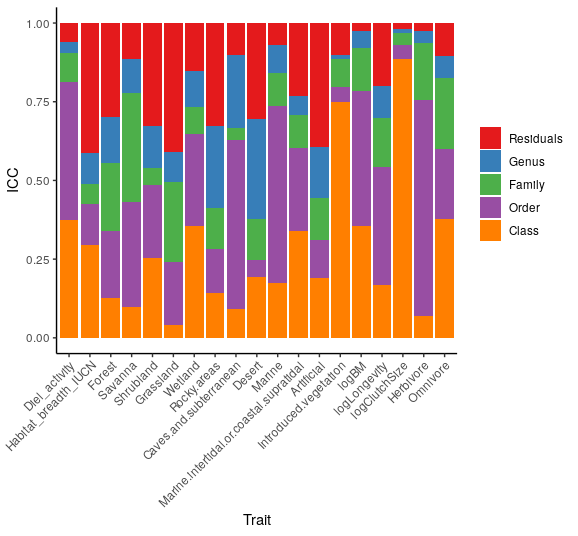 1.00
0.75
0.50
0.25
0.00
ICC
Diel_activity
Habitat_breadth_IUCN
Forest
Savanna
Shrubland
Grassland
Wetland
Rocky.areas
Caves.and.subterranean
Desert
Marine
Marine.intertidal.or.coastal.supratidal
Artificial
Introduced.vegetation
logBM
logLongevity
logClutchSize
Herbivore
Omnivore
Trait
Residuals
Genus
Family
Order
Class